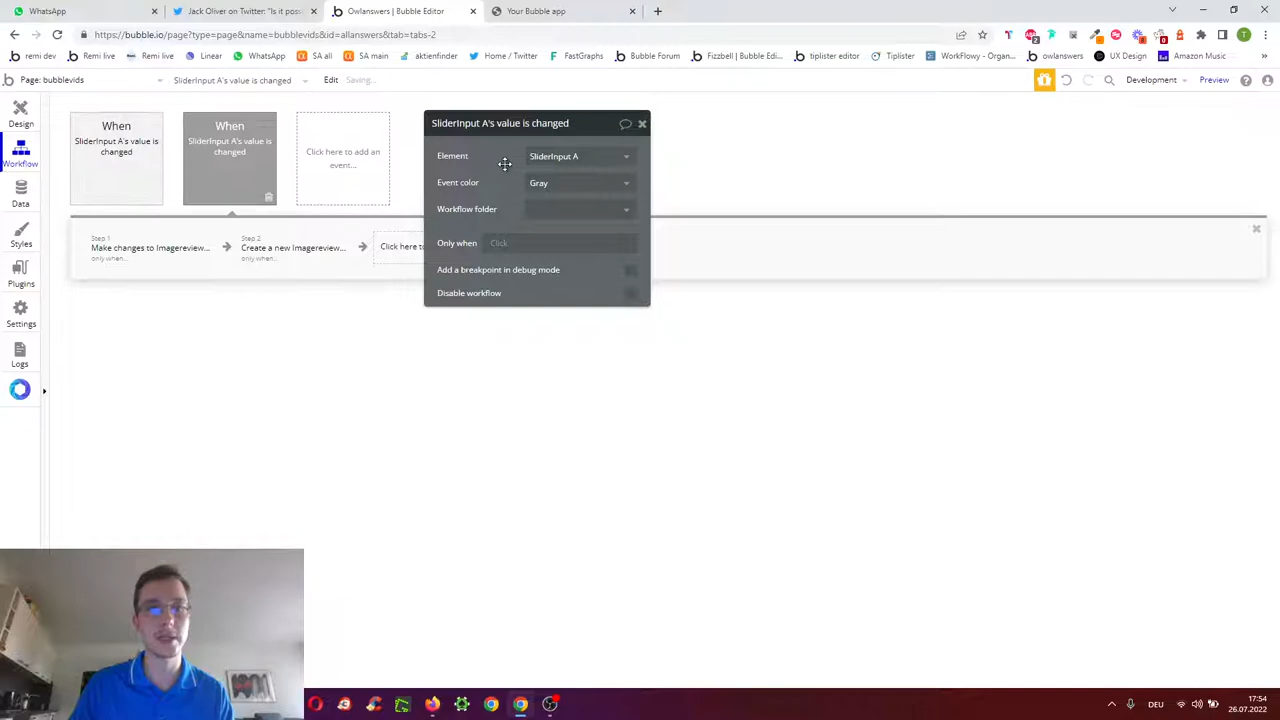 WhatsApp
Jack Oliver on Twitter: "Is it possi
Owlanswers | Bubble Editor
Your Bubble app
https://bubble.io/page?type=page&name=bubblevids&id=allanswers&tab=tabs-2
remi dev
Remi live
Remi live
Linear
WhatsApp
SA all
SA main
aktienfinder
Home / Twitter
FastGraphs
Bubble Forum
Fizzbell | Bubble Edi...
tiplister editor
Tiplister
WorkFlowy - Organ...
owlanswers
UX Design
Amazon Music
Page: bubblevids
SliderInput A's value is changed
Edit
Saving...
Development
Preview
Design
Workflow
Data
Styles
Plugins
Settings
Logs
When
SliderInput A's value is
changed
When
SliderInput A's value is
changed
Click here to add an
event...
Step 1
Make changes to Imagereview...
only when...
Step 2
Create a new Imagereview...
only when...
Click here to
SliderInput A's value is changed
Element
SliderInput A
Event color
Gray
Workflow folder
Only when
Click
Add a breakpoint in debug mode
Disable workflow
DEU
17:54
26.07.2022